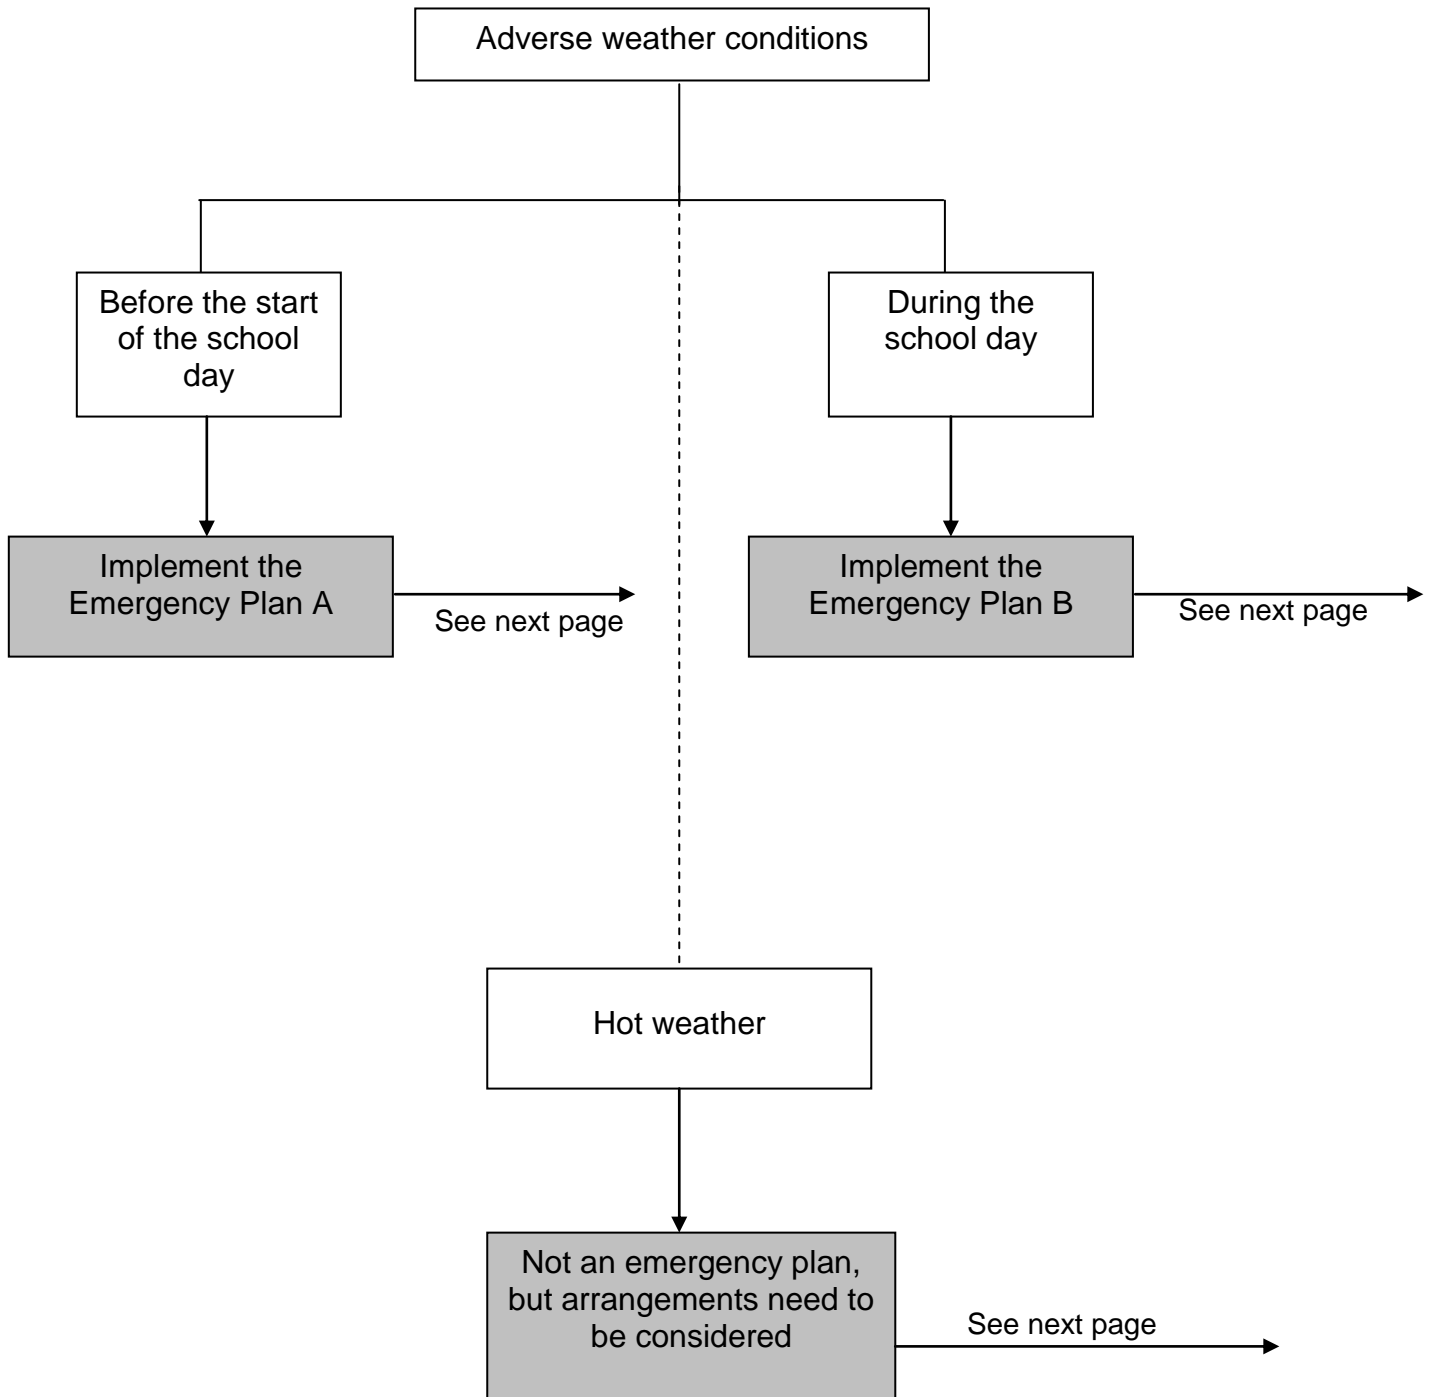 Adverse weather conditions
Before the start
of the school
day
During the
school day
Implement the
Emergency Plan A
See next page
Implement the
Emergency Plan B
See next page
Hot weather
Not an emergency plan,
but arrangements need to
be considered
See next page